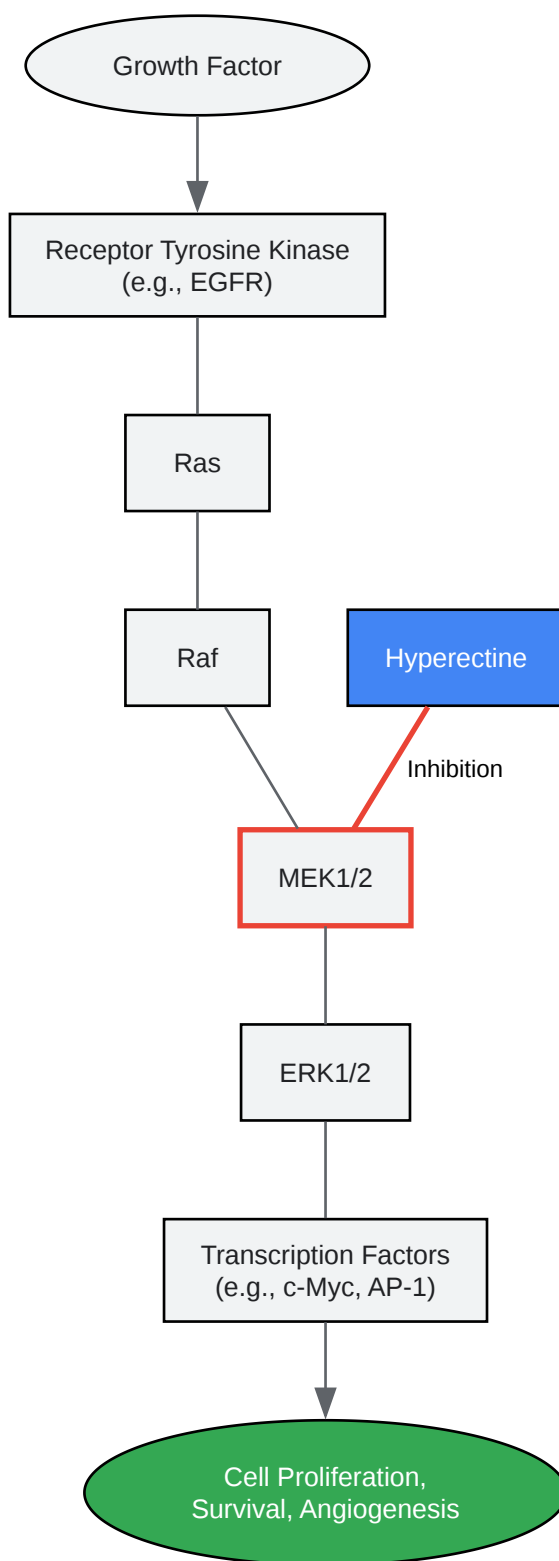 Growth Factor
Receptor Tyrosine Kinase
(e.g., EGFR)
Ras
Raf
Hyperectine
Inhibition
MEK1/2
ERK1/2
Transcription Factors
(e.g., c-Myc, AP-1)
Cell Proliferation,
Survival, Angiogenesis